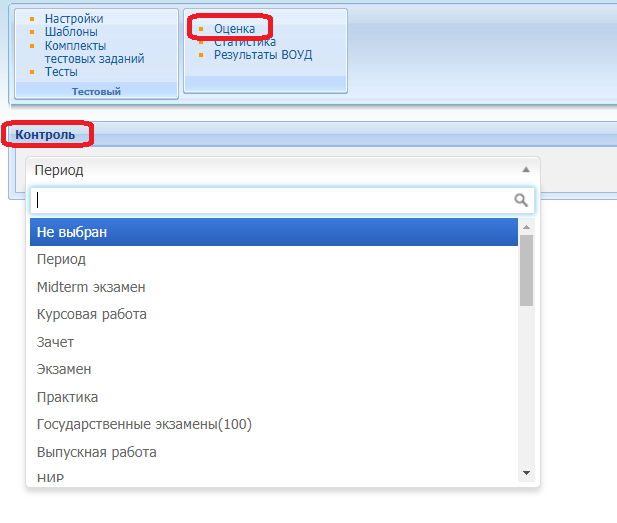 Настройки
Шаблоны
Комплекты
тестовых заданий
Тесты
Тестовый
Оценка
Статистика
Результаты ВОУД
Контроль
Период
Не выбран
Период
Midterm экзамен
Курсовая работа
Зачет
Экзамен
Практика
Государственные экзамены(100)
Выпускная работа
НИР